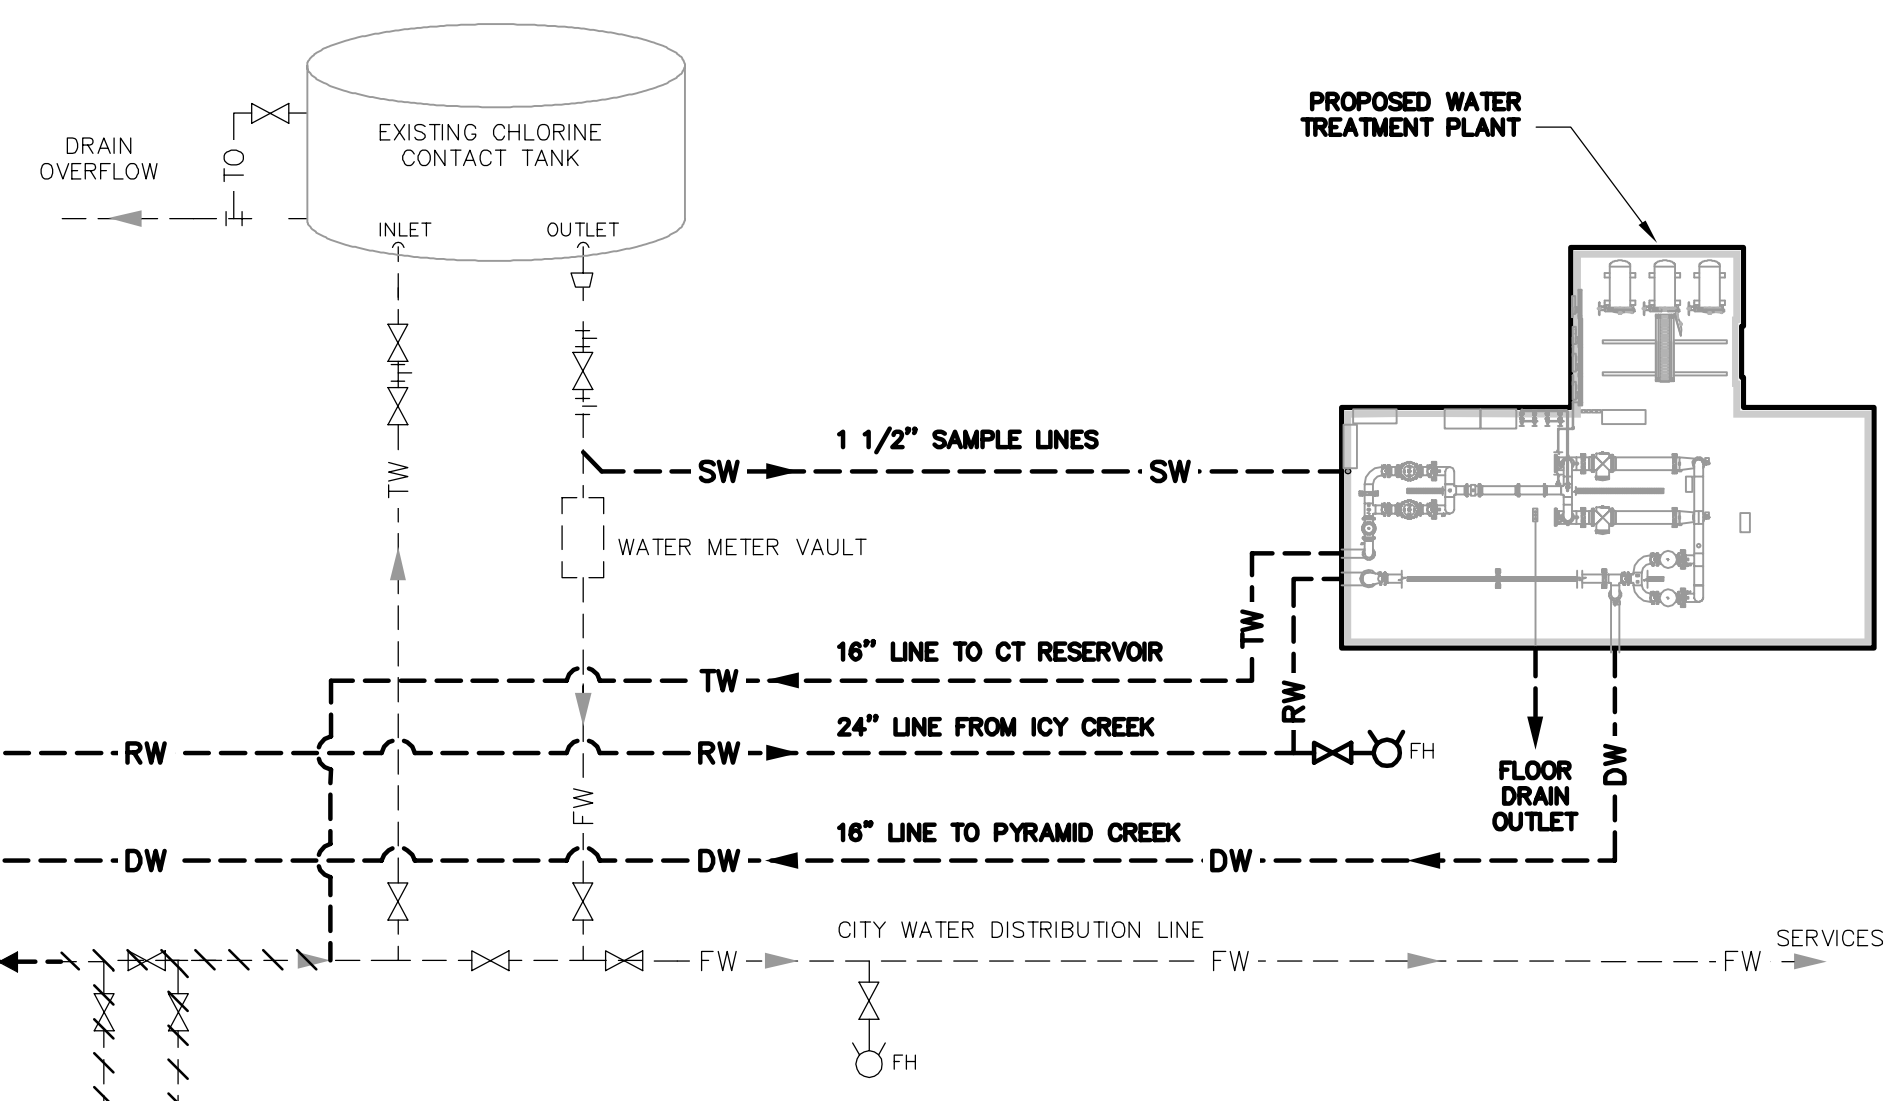 PROPOSED WATER
TREATMENT PLANT
EXISTING CHLORINE
CONTACT TANK
DRAIN
OVERFLOW
TO
INLET
OUTLET
1 1/2" SAMPLE LINES
SW
SW
TW
WATER METER VAULT
TW
16" LINE TO CT RESERVOIR
TW
RW
24" LINE FROM ICY CREEK
RW
RW
FH
FLOOR
DRAIN
OUTLET
DW
FW
16" LINE TO PYRAMID CREEK
DW
DW
DW
CITY WATER DISTRIBUTION LINE
SERVICES
FW
FW
FW
FH